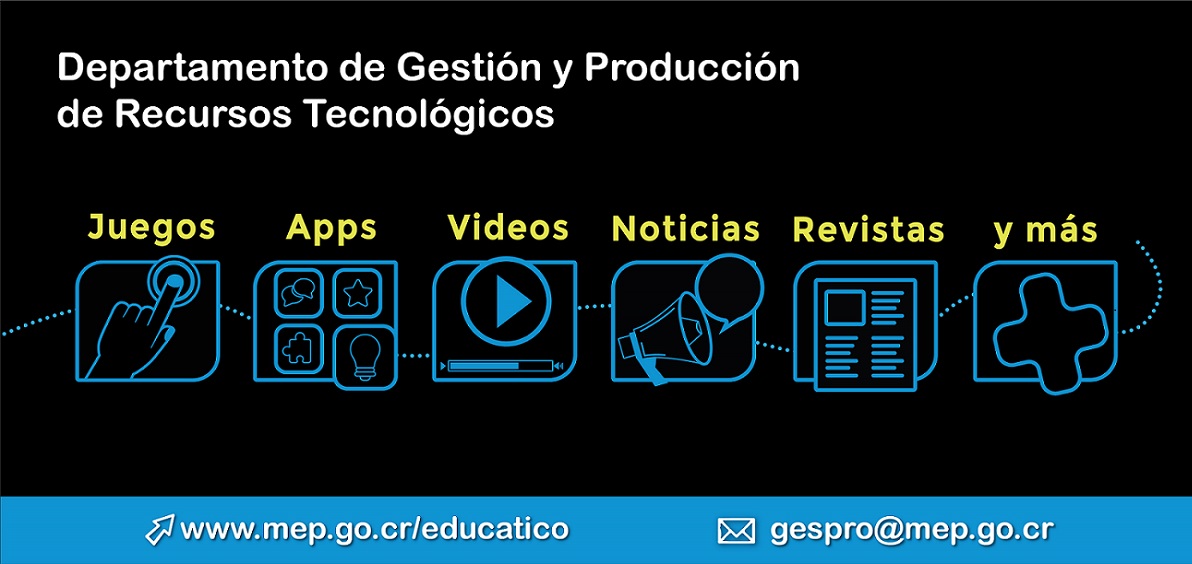 Departamento de Gestión y Producción
de Recursos Tecnológicos
Juegos
Apps
Videos
Noticias
Revistas
y más
www.mep.go.cr/educatico
gespro@mep.go.cr